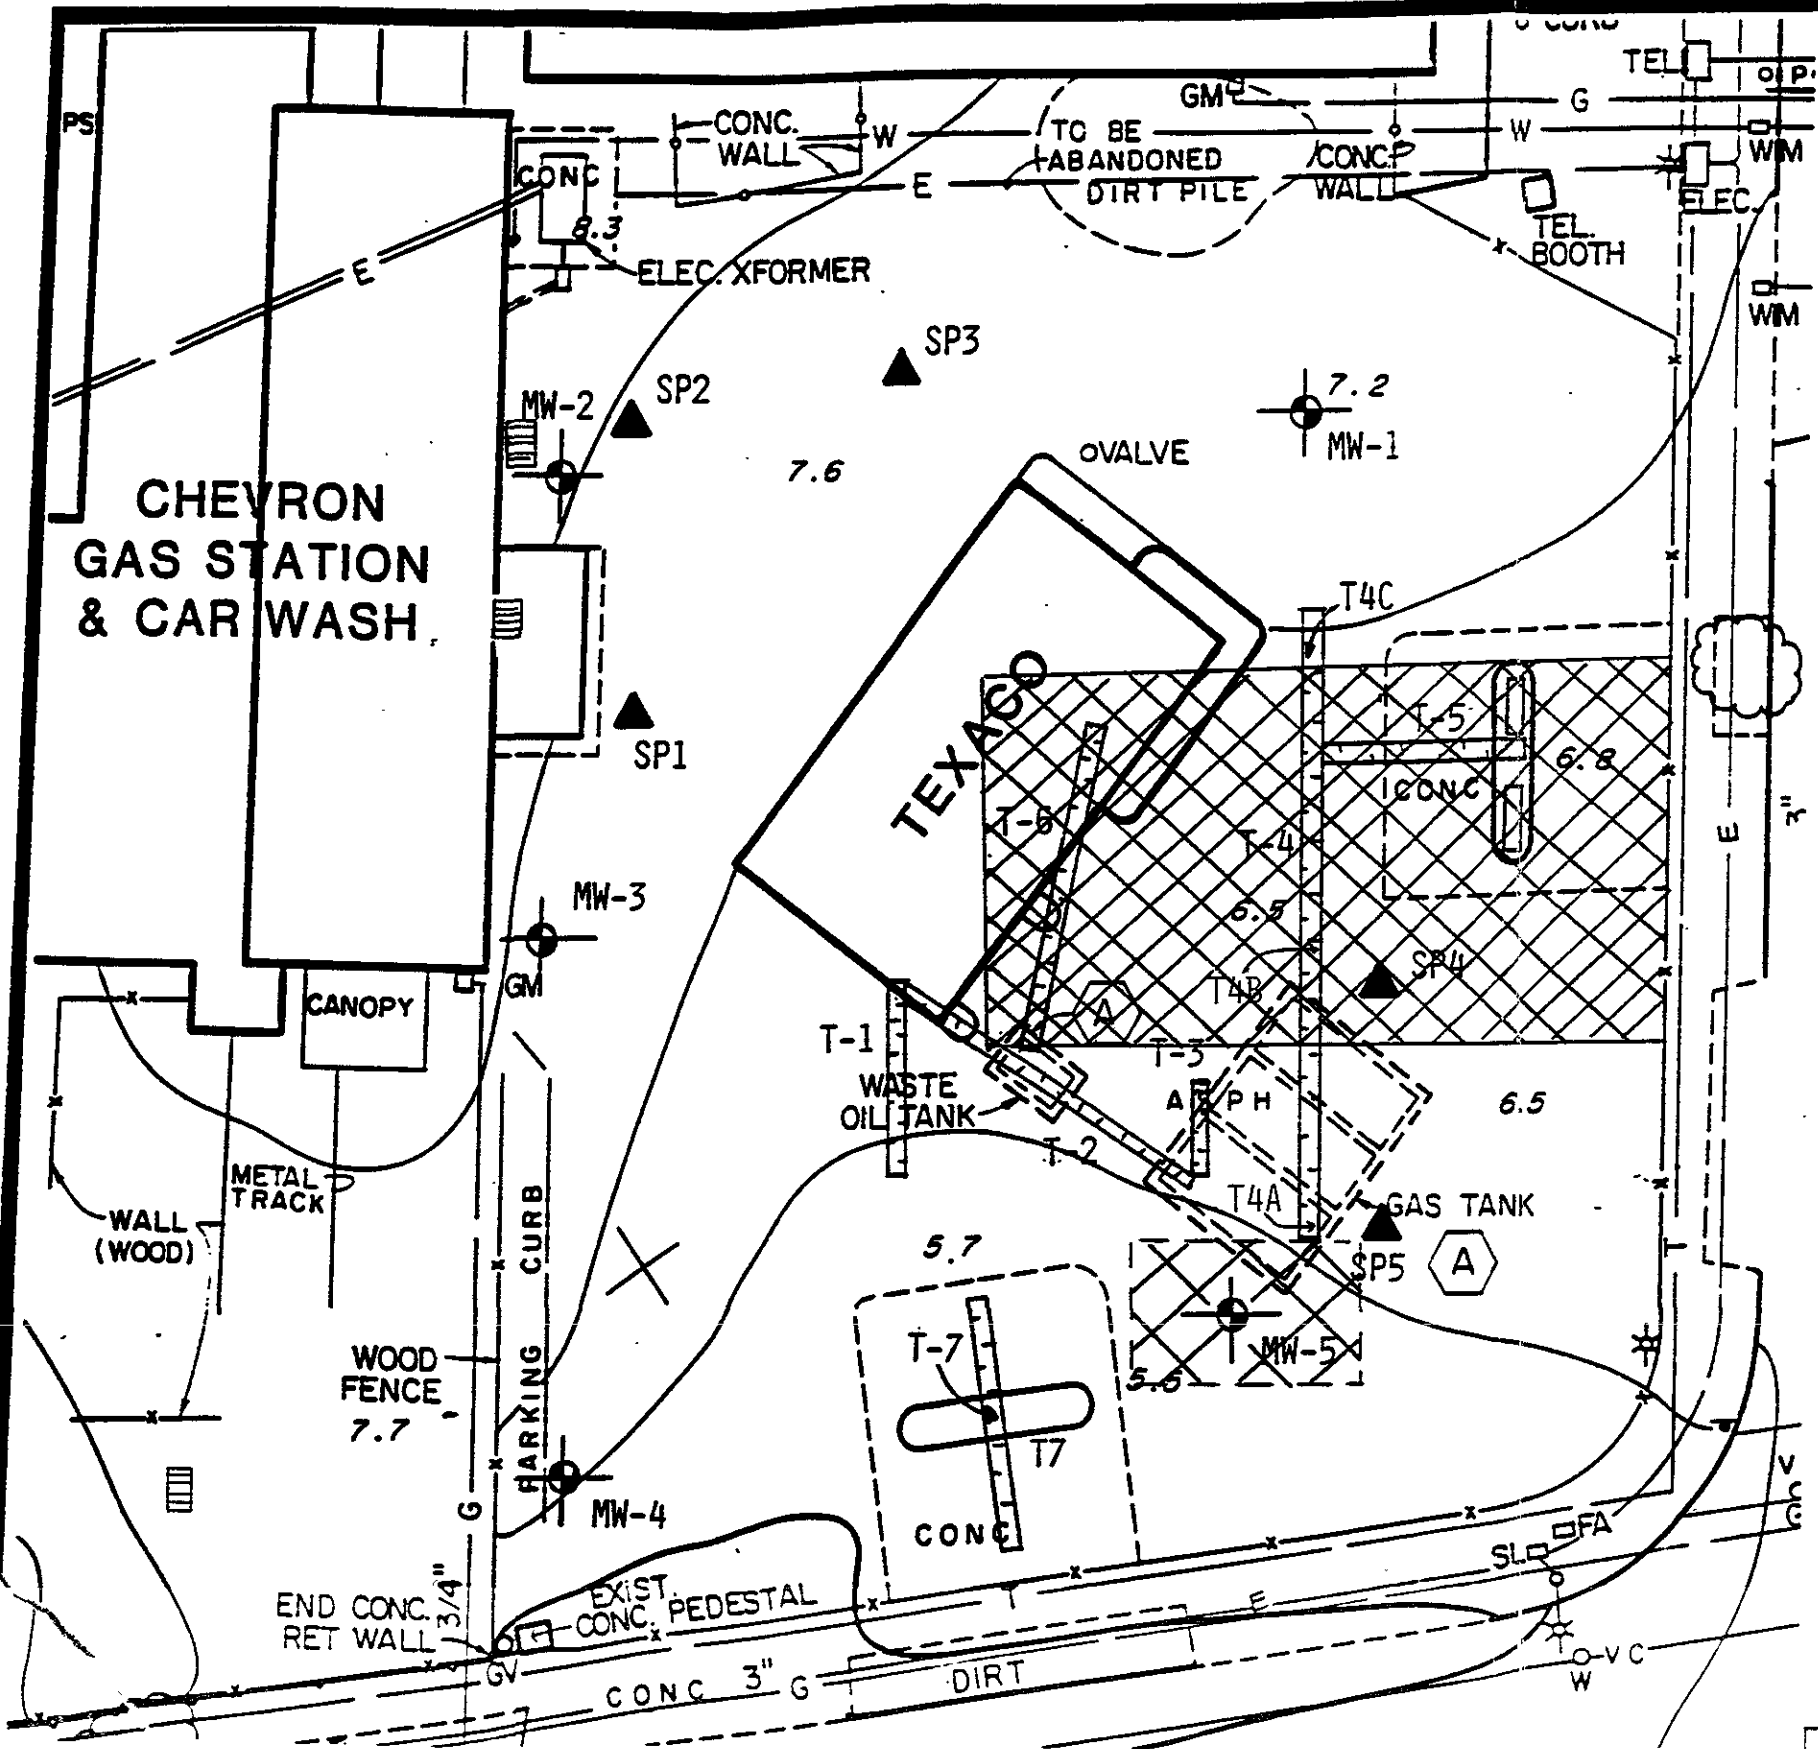 TEL
PS
GM
G
CONC.
WALL
W
TO BE
ABANDONED
DIRT PILE
CONC.
WALL
W
WM
CONC
E
ELEC.
8.3
TEL.
BOOTH
E
ELEC. XFORMER
WM
SP3
SP2
7.2
MW-2
MW-1
VALVE
7.6
CHEVRON
GAS STATION
& CAR WASH
T4C
TEXACO
T-5
SP1
6.8
CONC
3"
T-6
T-4
E
MW-3
6.5
SP4
T4B
GM
CANOPY
A
T-1
T-3
WASTE
OIL TANK
A PH
6.5
T-2
METAL
TRACK
T4A
GAS TANK
WALL
(WOOD)
PARKING CURB
5.7
SP5
A
T
T-7
MW-5
WOOD
FENCE
7.7
T7
G
MW-4
CONC
V
FA
SL
3/4"
EXIST.
CONC. PEDESTAL
END CONC.
RET WALL
T
E
GV
CONC 3" G
DIRT
VC
W